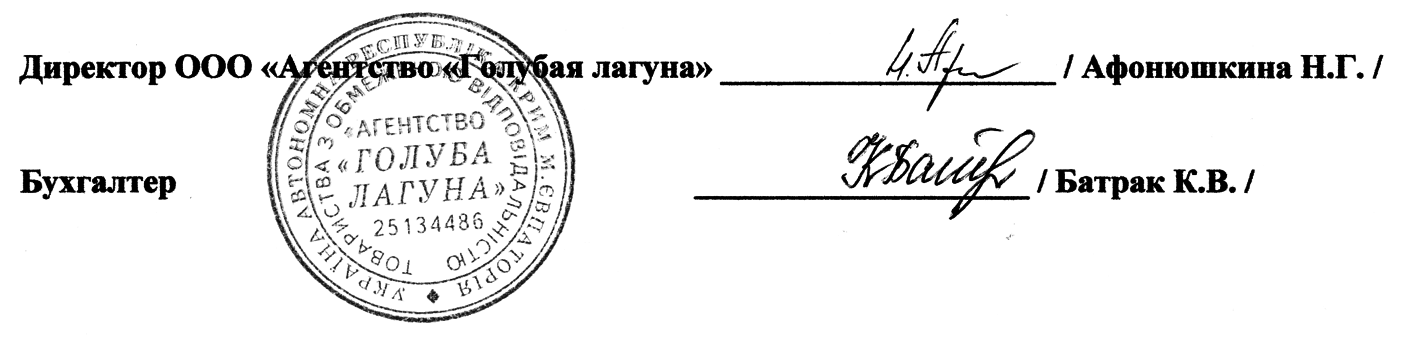 Директор ООО «Агентство «Голубая лагуна» / Афонюшкина Н.Г. /
УКРАЇНА АВТОНОМНА РЕСПУБЛІКА КРИМ М.ЄВПАТОРІЯ
ТОВАРИСТВА З ОБМЕЖЕНОЮ ВІДПОВІДАЛЬНІСТЮ
«АГЕНТСТВО
«ГОЛУБА
ЛАГУНА»
25134486
Бухгалтер / Батрак К.В. /